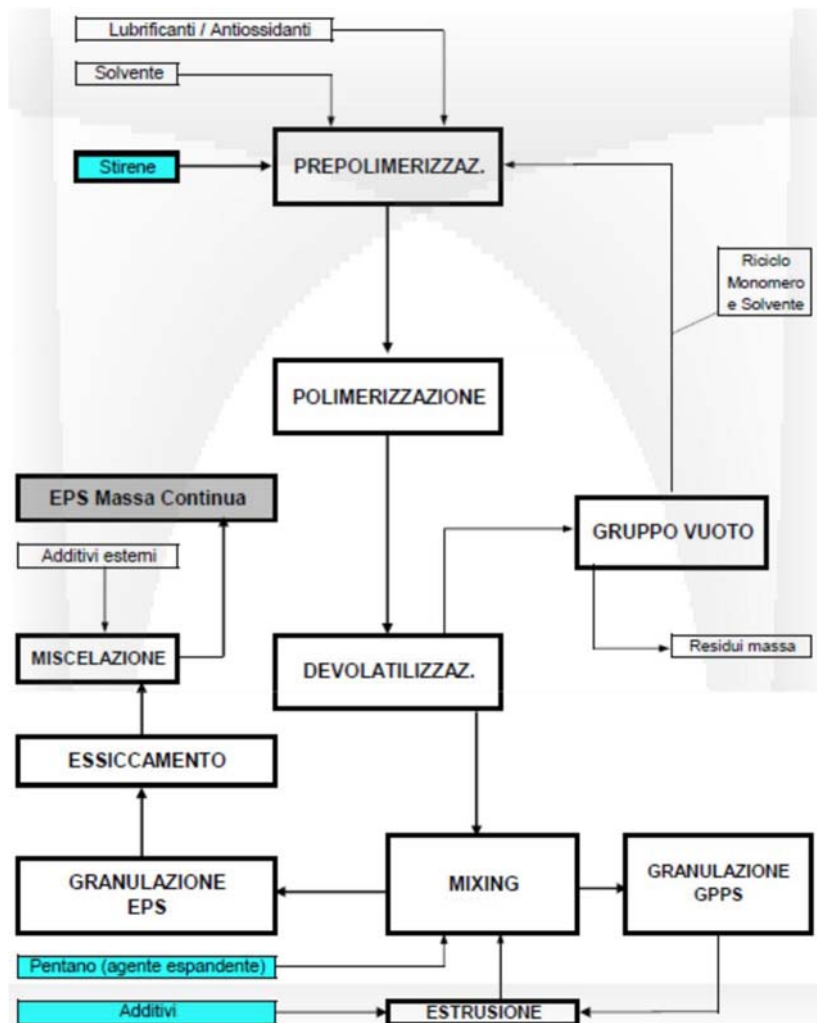 Lubrificanti / Antiossidanti
Solvente
Stirene
PREPOLIMERIZZAZ.
Riciclo
Monomero
e Solvente
POLIMERIZZAZIONE
EPS Massa Continua
GRUPPO VUOTO
Additivi esterni
MISCELAZIONE
Residui massa
DEVOLATILIZZAZ.
ESSICCAMENTO
GRANULAZIONE
EPS
MIXING
GRANULAZIONE
GPPS
Pentano (agente espandente)
Additivi
ESTRUSIONE